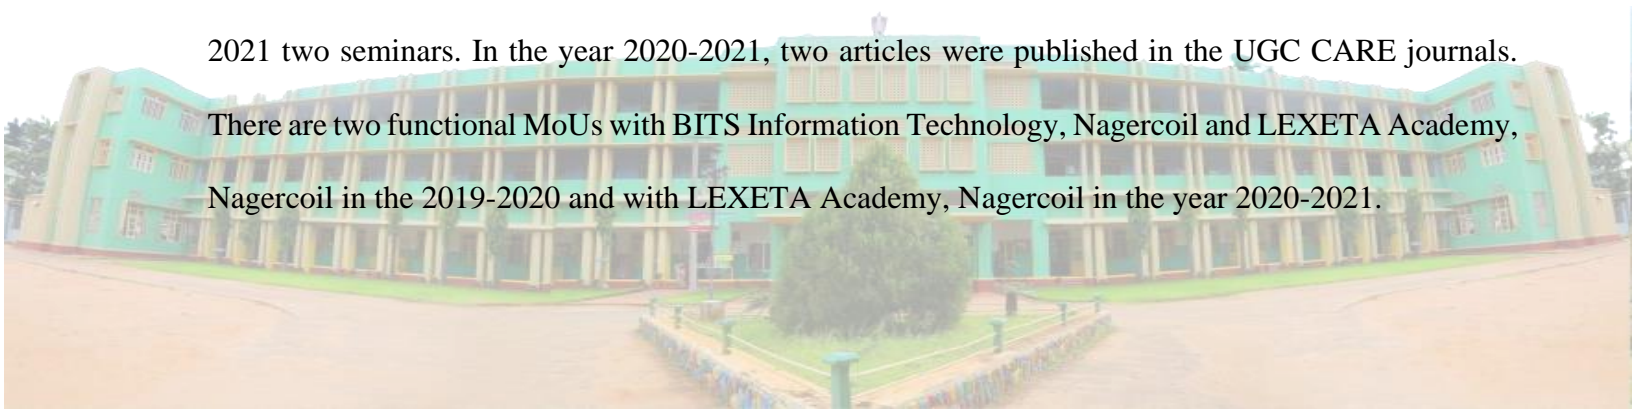 2021 two seminars. In the year 2020-2021, two articles were published in the UGC CARE journals.
There are two functional MoUs with BITS Information Technology, Nagercoil and LEXETA Academy,
Nagercoil in the 2019-2020 and with LEXETA Academy, Nagercoil in the year 2020-2021.